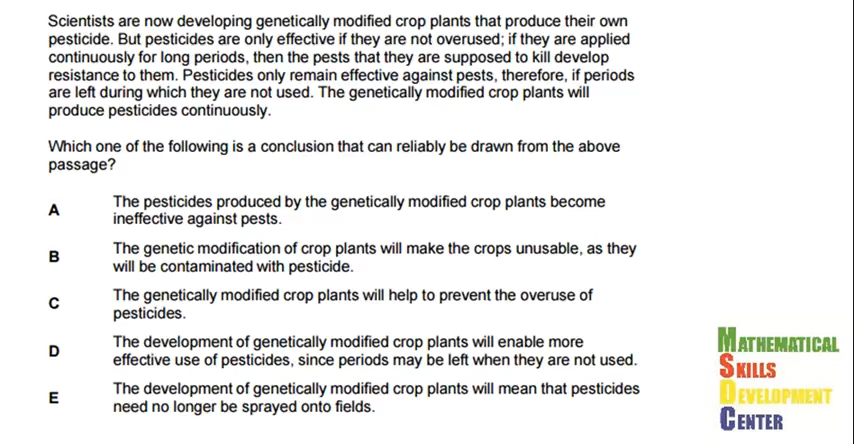 Scientists are now developing genetically modified crop plants that produce their own
pesticide. But pesticides are only effective if they are not overused; if they are applied
continuously for long periods, then the pests that they are supposed to kill develop
resistance to them. Pesticides only remain effective against pests, therefore, if periods
are left during which they are not used. The genetically modified crop plants will
produce pesticides continuously.
Which one of the following is a conclusion that can reliably be drawn from the above
passage?
A The pesticides produced by the genetically modified crop plants become
ineffective against pests.
B The genetic modification of crop plants will make the crops unusable, as they
will be contaminated with pesticide.
C The genetically modified crop plants will help to prevent the overuse of
pesticides.
D The development of genetically modified crop plants will enable more
effective use of pesticides, since periods may be left when they are not used.
E The development of genetically modified crop plants will mean that pesticides
need no longer be sprayed onto fields.
MATHEMATICAL
SKILLS
DEVELOPMENT
CENTER